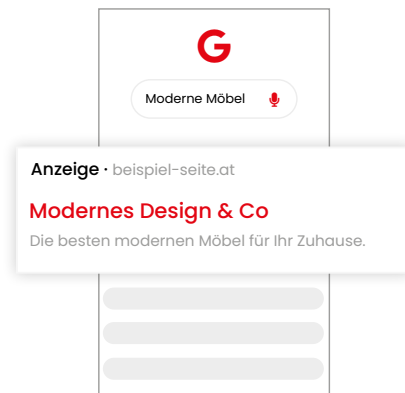 G
Moderne Möbel
Anzeige · beispiel-seite.at
Modernes Design & Co
Die besten modernen Möbel für Ihr Zuhause.